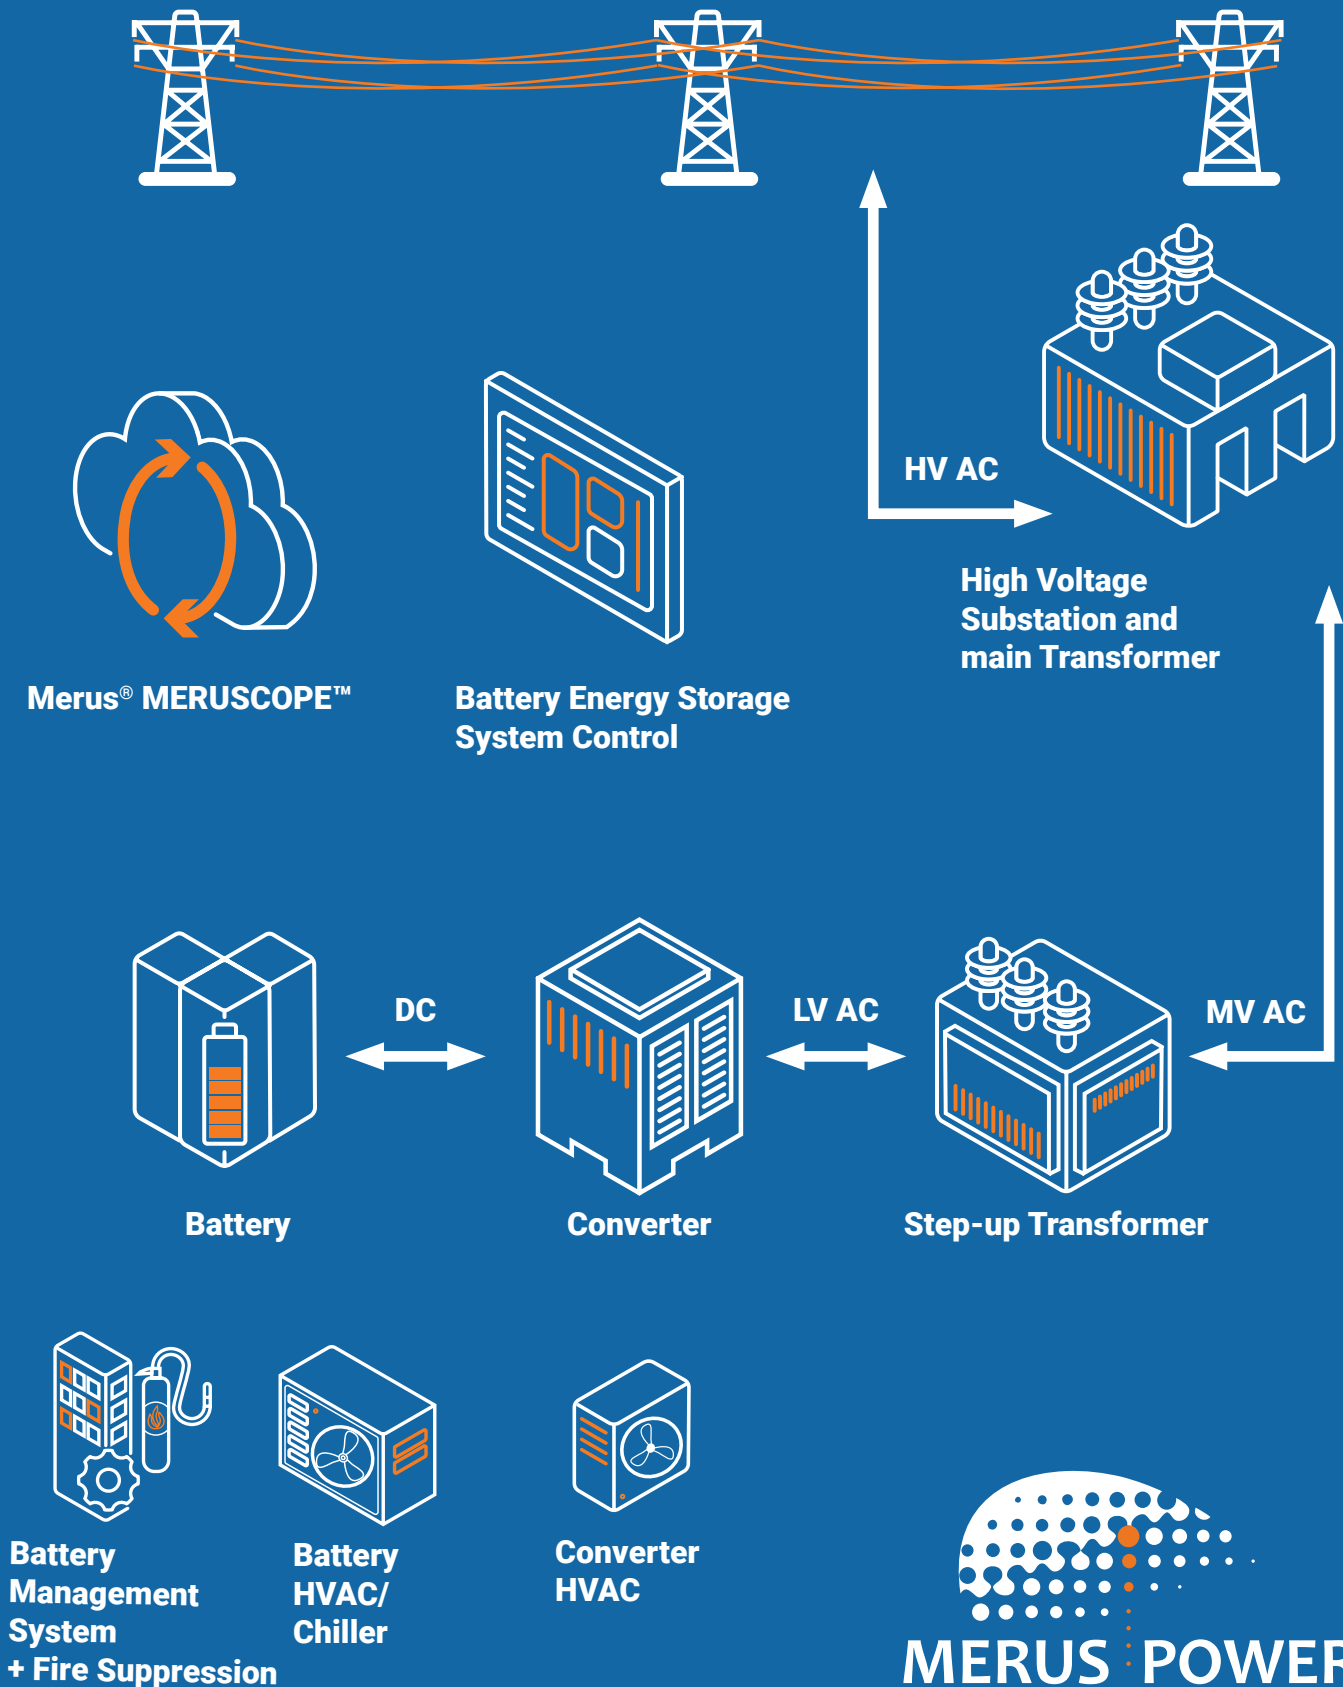 HV AC
High Voltage
Substation and
main Transformer
Merus® MERUSCOPE™
Battery Energy Storage
System Control
DC
LV AC
MV AC
Battery
Converter
Step-up Transformer
Battery
Management
System
+ Fire Suppression
Battery
HVAC/
Chiller
Converter
HVAC
MERUS POWER